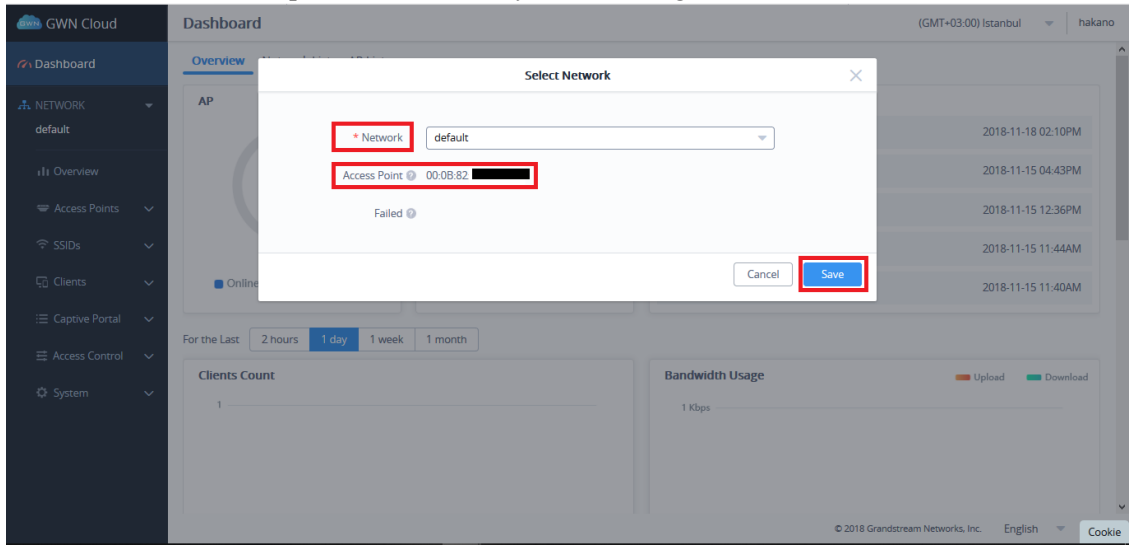 GWN Cloud
Dashboard
(GMT+03:00) Istanbul
hakano
Dashboard
NETWORK
default
Overview
Access Points
SSIDs
Clients
Captive Portal
Access Control
System
Overview
AP
Online
Select Network
* Network
default
Access Point
00:0B:82:
Failed
Cancel
Save
2018-11-18 02:10PM
2018-11-15 04:43PM
2018-11-15 12:36PM
2018-11-15 11:44AM
2018-11-15 11:40AM
For the Last
2 hours
1 day
1 week
1 month
Clients Count
1
Bandwidth Usage
Upload
Download
1 Kbps
© 2018 Grandstream Networks, Inc.
English
Cookie